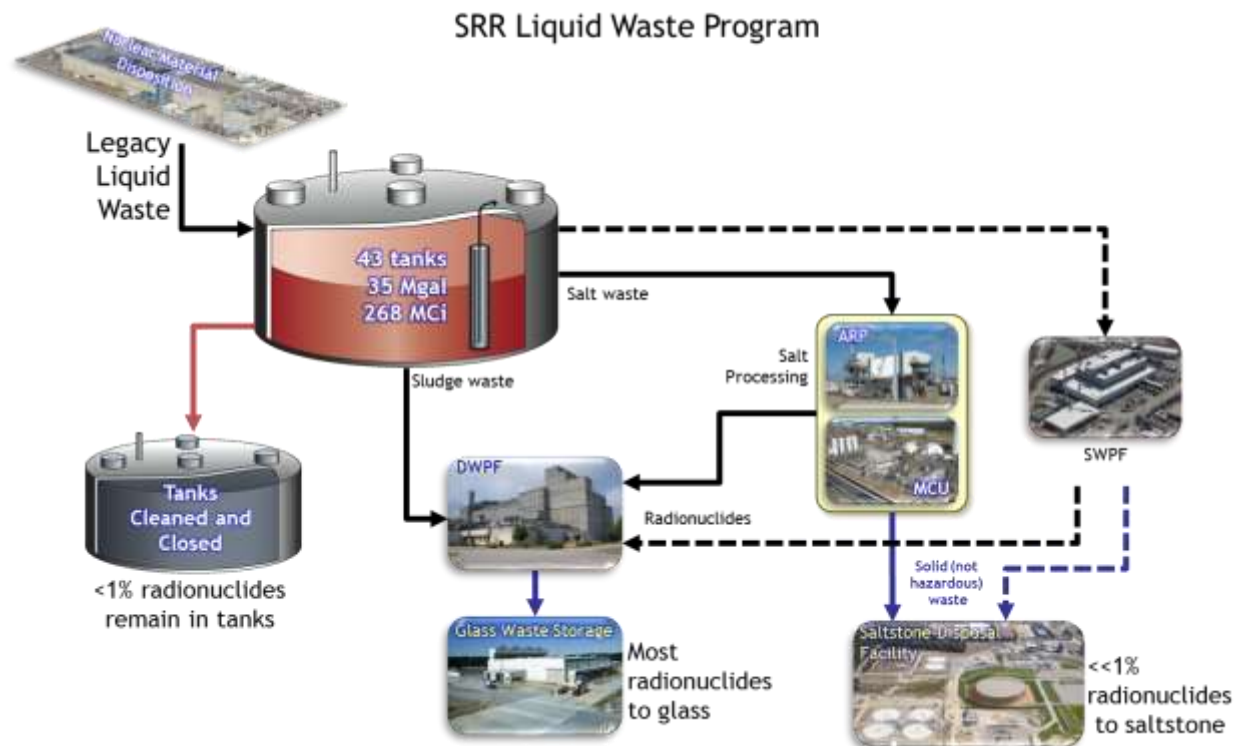 SRR Liquid Waste Program
Nuclear Material
Disposition
Legacy
Liquid
Waste
43 tanks
35 Mgal
268 MCi
Salt waste
Sludge waste
ARP
Salt
Processing
MCU
SWPF
Tanks
Cleaned and
Closed
<1% radionuclides
remain in tanks
DWPF
Radionuclides
Solid (not
hazardous)
waste
Glass Waste Storage
Most
radionuclides
to glass
Saltstone Disposal
Facility
<<1%
radionuclides
to saltstone